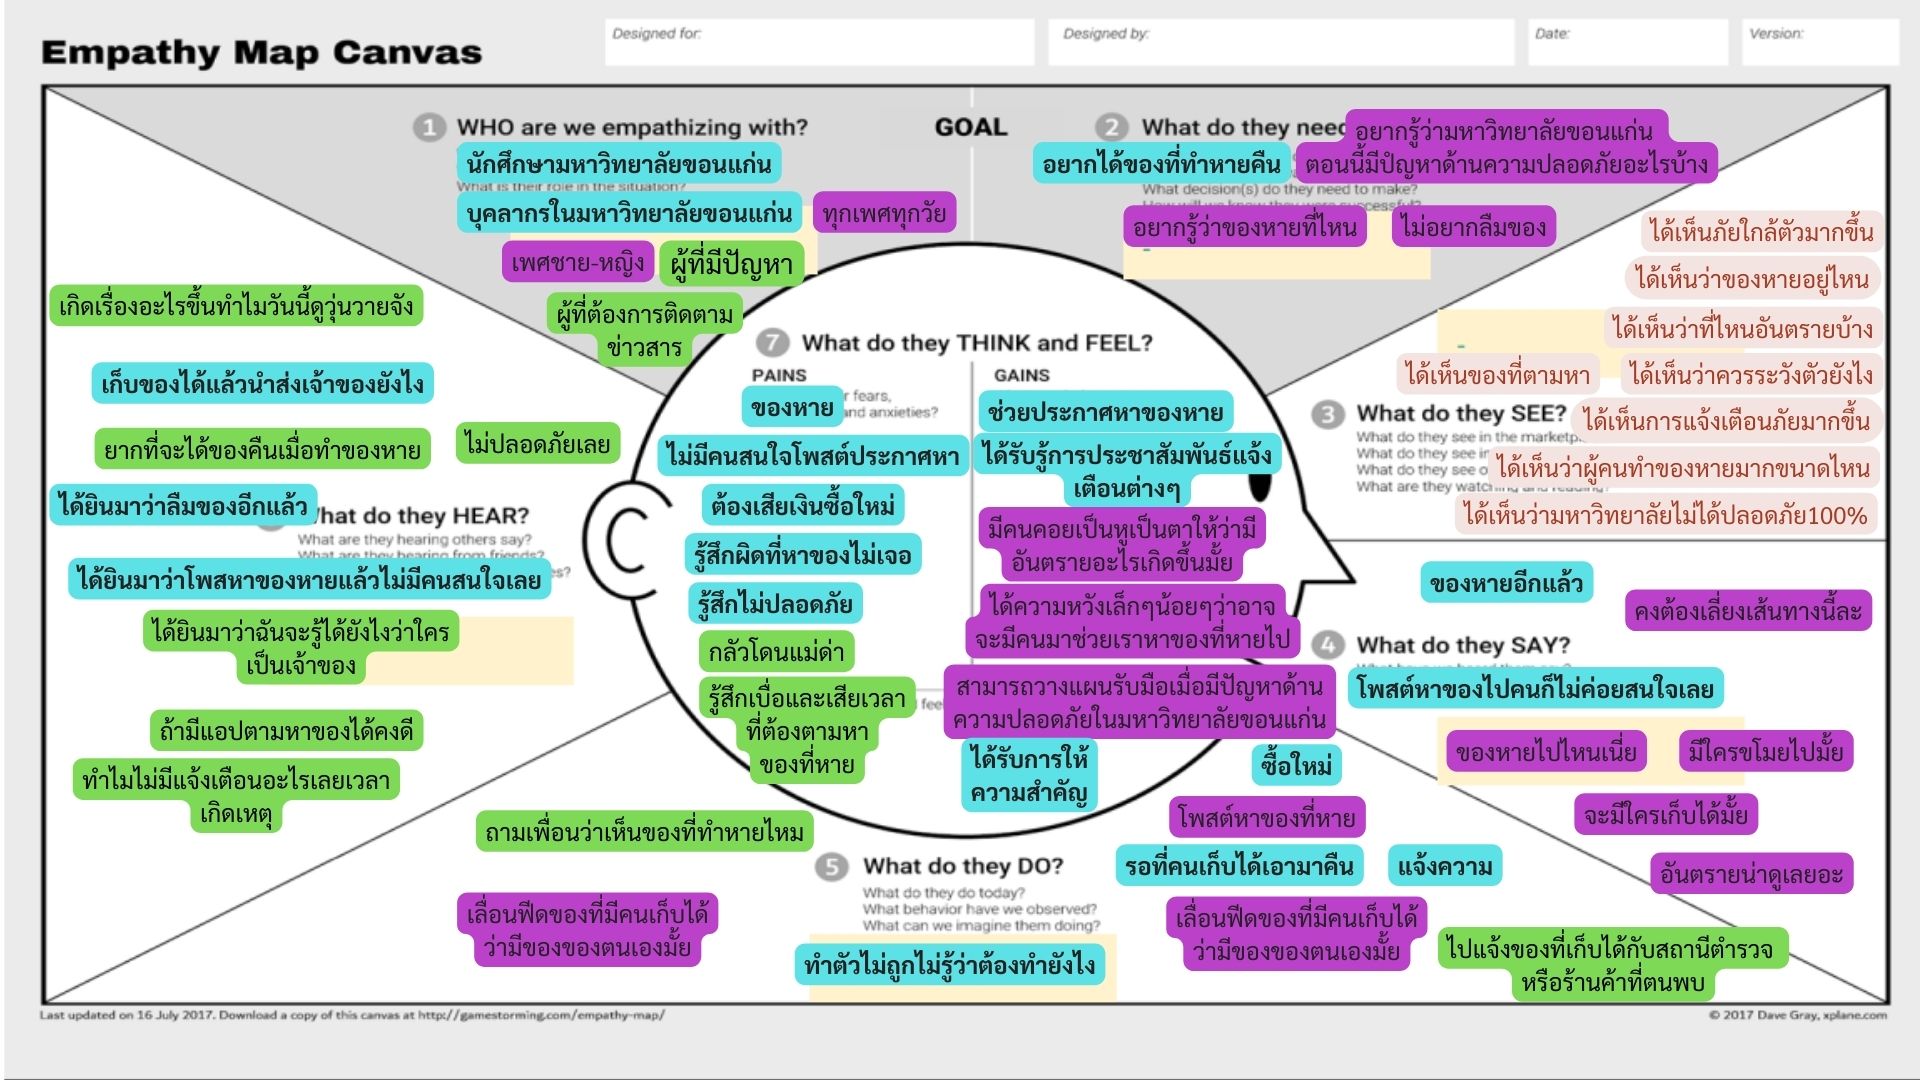 Empathy Map Canvas
Designed for:
Designed by:
Date:
Version:
1 WHO are we empathizing with?
นักศึกษามหาวิทยาลัยขอนแก่น
What is their role in the situation?
บุคลากรในมหาวิทยาลัยขอนแก่น
ทุกเพศทุกวัย
เพศชาย-หญิง
ผู้ที่มีปัญหา
ผู้ที่ต้องการติดตาม
ข่าวสาร
GOAL
2 What do they need
อยากรู้ว่ามหาวิทยาลัยขอนแก่น
ตอนนี้มีปัญหาด้านความปลอดภัยอะไรบ้าง
อยากได้ของที่ทำหายคืน
What decision(s) do they need to make?
How will we know they were successful?
อยากรู้ว่าของหายที่ไหน
ไม่อยากลืมของ
ได้เห็นภัยใกล้ตัวมากขึ้น
ได้เห็นว่าของหายอยู่ไหน
ได้เห็นว่าที่ไหนอันตรายบ้าง
ได้เห็นของที่ตามหา
ได้เห็นว่าควรระวังตัวยังไง
3 What do they SEE?
ได้เห็นการแจ้งเตือนภัยมากขึ้น
What do they see in the
What do they see in
What do they see
What are they watching and reading?
ได้เห็นว่าผู้คนทำของหายมากขนาดไหน
ได้เห็นว่ามหาวิทยาลัยไม่ได้ปลอดภัย100%
ของหายอีกแล้ว
คงต้องเลี่ยงเส้นทางนี้ละ
4 What do they SAY?
โพสต์หาของไปคนก็ไม่ค่อยสนใจเลย
ของหายไปไหนเนี่ย
มีใครขโมยไปมั้ย
จะมีใครเก็บได้มั้ย
อันตรายน่าดูเลยอะ
5 What do they DO?
What do they do today?
What behavior have we observed?
What can we imagine them doing?
ซื้อใหม่
โพสต์หาของที่หาย
รอที่คนเก็บได้เอามาคืน
แจ้งความ
เลื่อนฟีดของที่มีคนเก็บได้
ว่ามีของของตนเองมั้ย
ไปแจ้งของที่เก็บได้กับสถานีตำรวจ
หรือร้านค้าที่ตนพบ
ทำตัวไม่ถูกไม่รู้ว่าต้องทำยังไง
ถามเพื่อนว่าเห็นของที่ทำหายไหม
เลื่อนฟีดของที่มีคนเก็บได้
ว่ามีของของตนเองมั้ย
เกิดเรื่องอะไรขึ้นทำไมวันนี้ดูวุ่นวายจัง
เก็บของได้แล้วนำส่งเจ้าของยังไง
ยากที่จะได้ของคืนเมื่อทำของหาย
ไม่ปลอดภัยเลย
ได้ยินมาว่าลืมของอีกแล้ว
hat do they HEAR?
What are they hearing others say?
What are they hearing from friends?
ได้ยินมาว่าโพสหาของหายแล้วไม่มีคนสนใจเลย
ได้ยินมาว่าฉันจะรู้ได้ยังไงว่าใคร
เป็นเจ้าของ
ถ้ามีแอปตามหาของได้คงดี
ทำไมไม่มีแจ้งเตือนอะไรเลยเวลา
เกิดเหตุ
7 What do they THINK and FEEL?
PAINS
fears,
and anxieties?
ของหาย
ไม่มีคนสนใจโพสต์ประกาศหา
ต้องเสียเงินซื้อใหม่
รู้สึกผิดที่หาของไม่เจอ
รู้สึกไม่ปลอดภัย
กลัวโดนแม่ด่า
รู้สึกเบื่อและเสียเวลา
ที่ต้องตามหา
ของที่หาย
GAINS
ช่วยประกาศหาของหาย
ได้รับรู้การประชาสัมพันธ์แจ้ง
เตือนต่างๆ
มีคนคอยเป็นหูเป็นตาให้ว่ามี
อันตรายอะไรเกิดขึ้นมั้ย
ได้ความหวังเล็กๆน้อยๆว่าอาจ
จะมีคนมาช่วยเราหาของที่หายไป
สามารถวางแผนรับมือเมื่อมีปัญหาด้าน
ความปลอดภัยในมหาวิทยาลัยขอนแก่น
ได้รับการให้
ความสำคัญ
Last updated on 16 July 2017. Download a copy of this canvas at http://gamestorming.com/empathy-map/
© 2017 Dave Gray, xplane.com